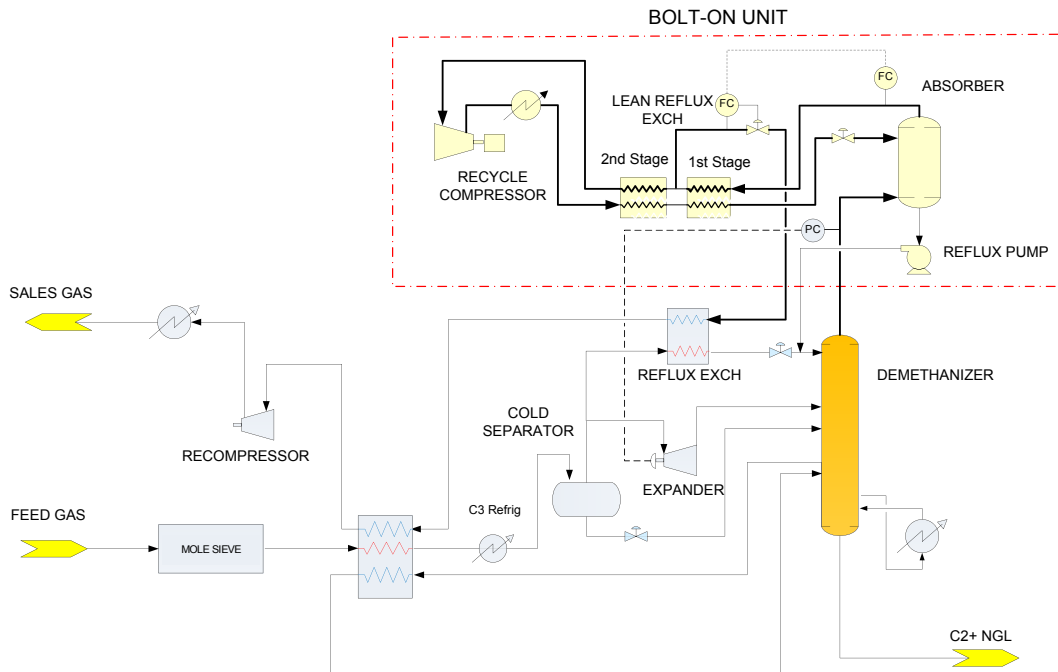 BOLT-ON UNIT
FC
FC
ABSORBER
LEAN REFLUX
EXCH
2nd Stage
1st Stage
RECYCLE
COMPRESSOR
PC
REFLUX PUMP
SALES GAS
REFLUX EXCH
DEMETHANIZER
COLD
SEPARATOR
RECOMPRESSOR
EXPANDER
C3 Refrig
FEED GAS
MOLE SIEVE
C2+ NGL